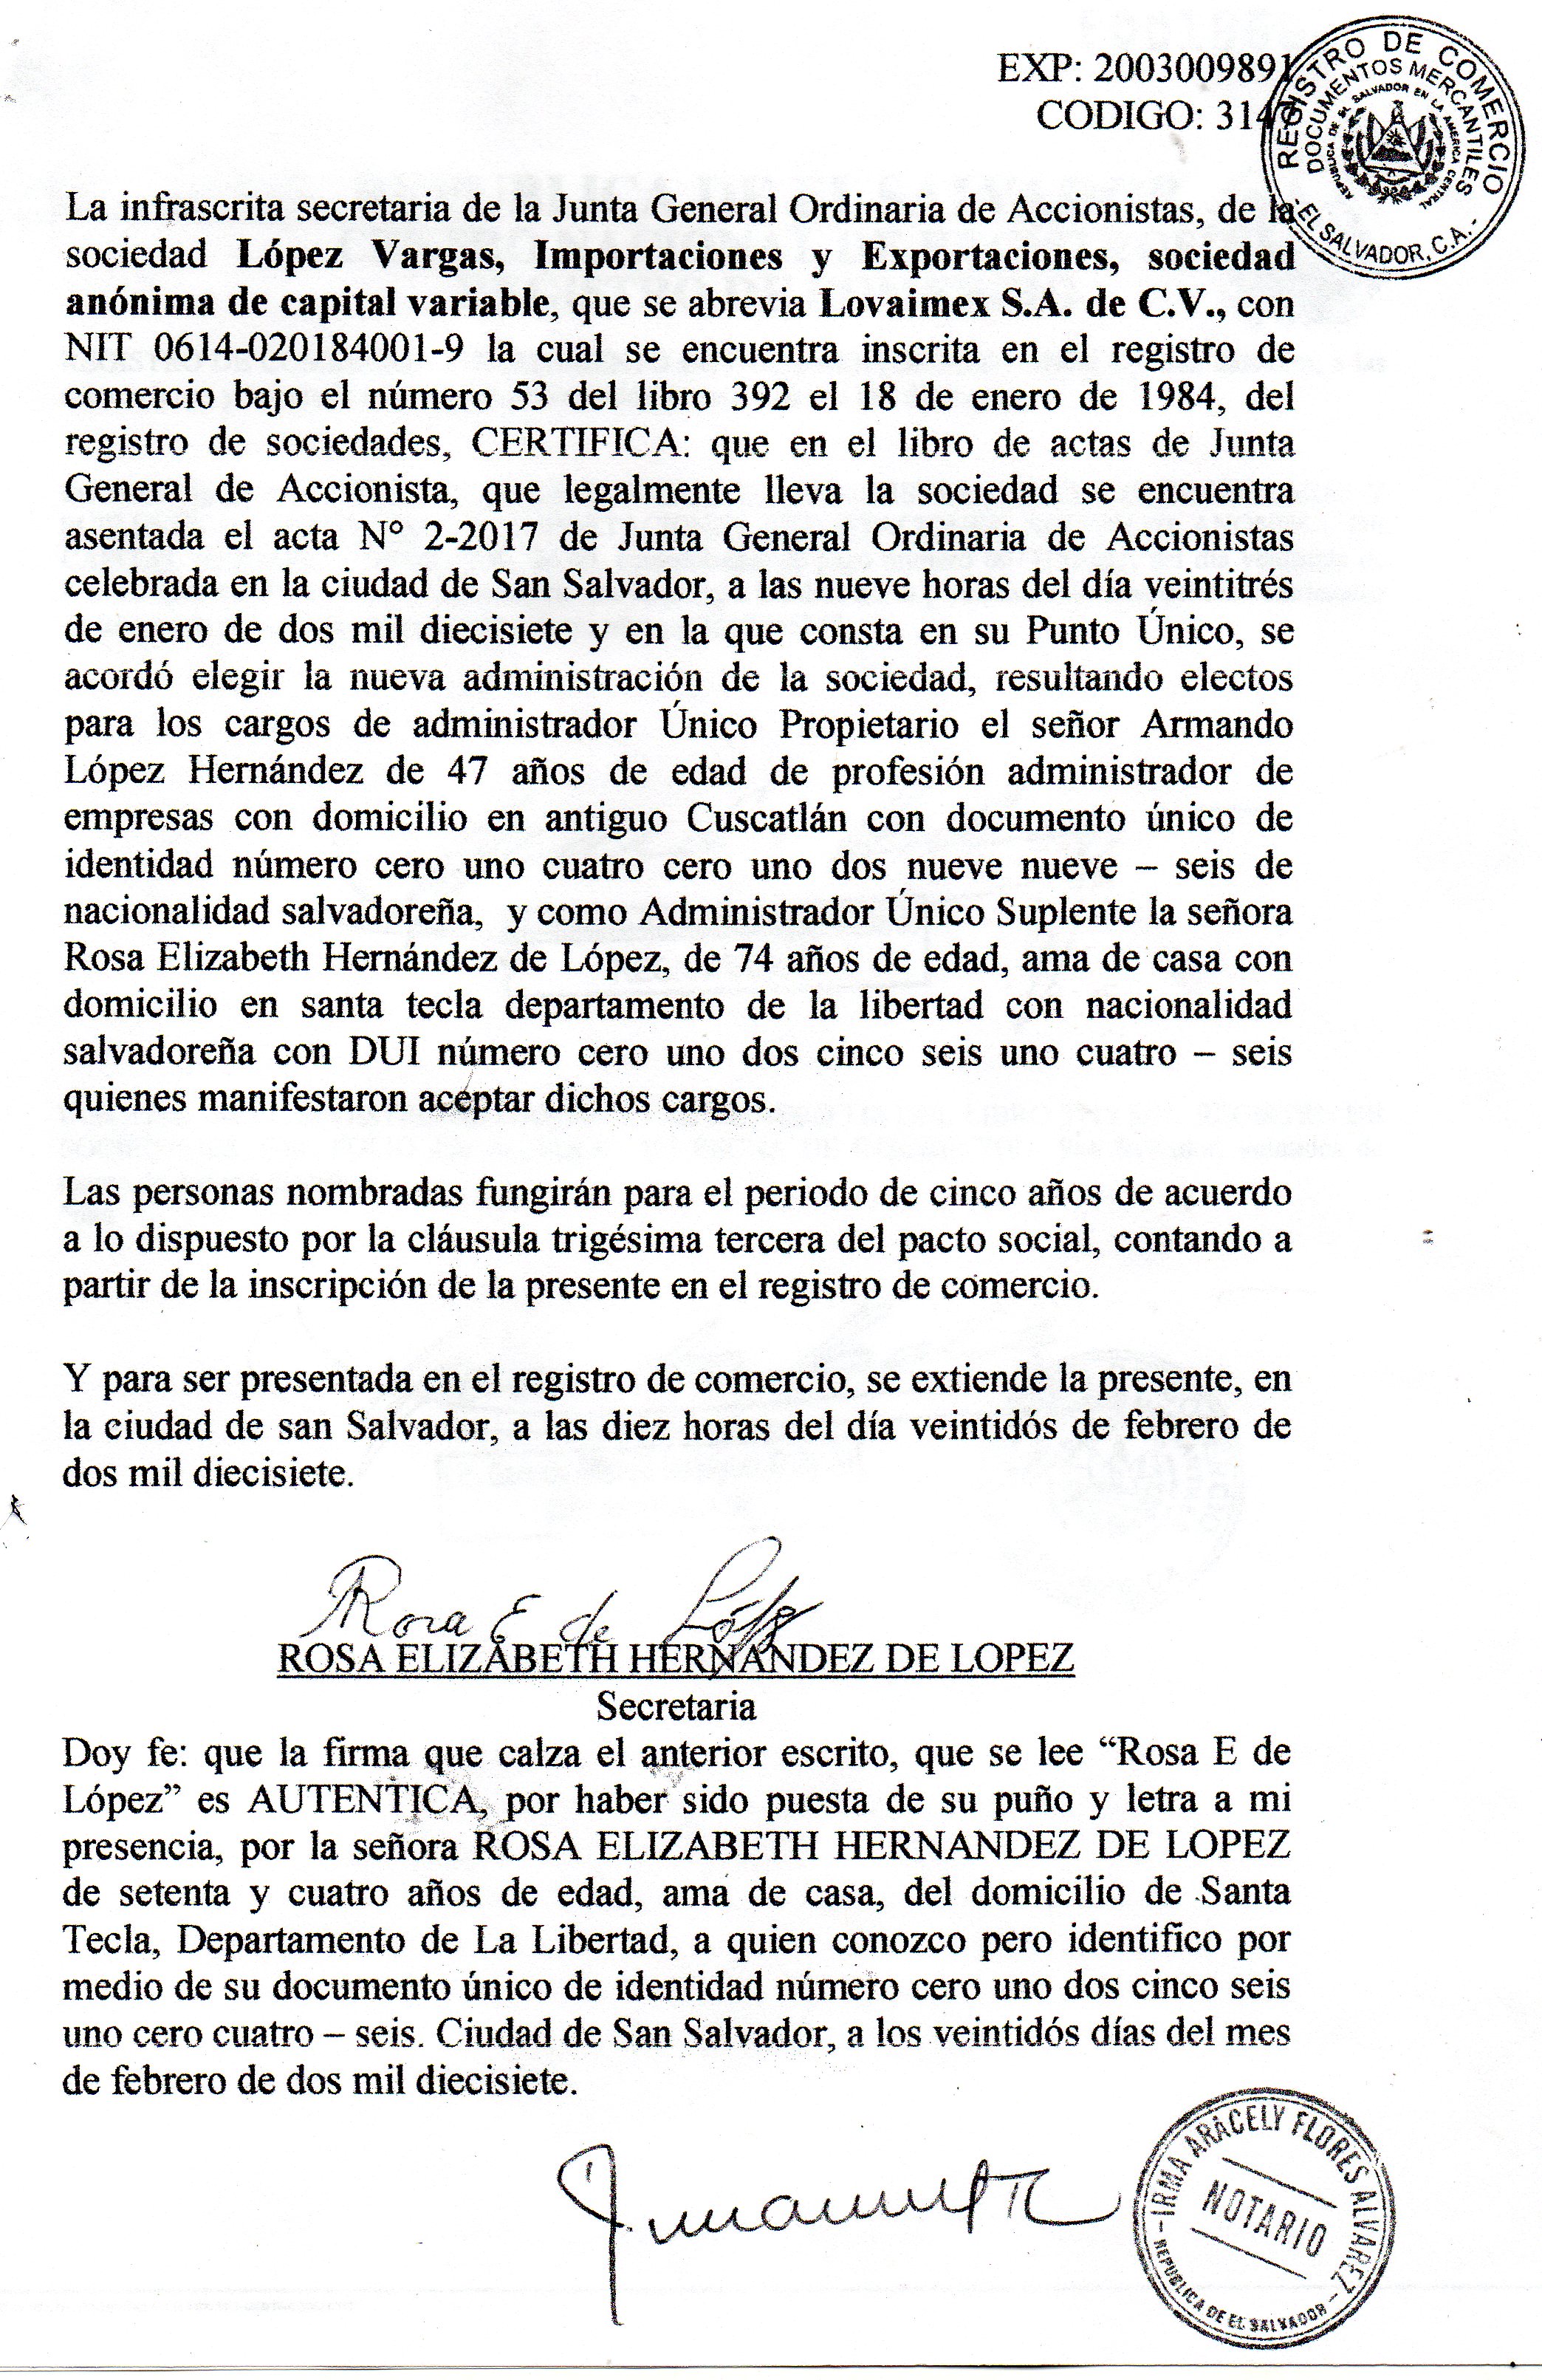 EXP: 2003009891
CODIGO: 314
REGISTRO DE COMERCIO
DOCUMENTOS MERCANTILES
REPUBLICA DE EL SALVADOR EN LA AMERICA CENTRAL
- EL SALVADOR, C.A. -
La infrascrita secretaria de la Junta General Ordinaria de Accionistas, de la
sociedad López Vargas, Importaciones y Exportaciones, sociedad
anónima de capital variable, que se abrevia Lovaimex S.A. de C.V., con
NIT 0614-020184001-9 la cual se encuentra inscrita en el registro de
comercio bajo el número 53 del libro 392 el 18 de enero de 1984, del
registro de sociedades, CERTIFICA: que en el libro de actas de Junta
General de Accionista, que legalmente lleva la sociedad se encuentra
asentada el acta N° 2-2017 de Junta General Ordinaria de Accionistas
celebrada en la ciudad de San Salvador, a las nueve horas del día veintitrés
de enero de dos mil diecisiete y en la que consta en su Punto Único, se
acordó elegir la nueva administración de la sociedad, resultando electos
para los cargos de administrador Único Propietario el señor Armando
López Hernández de 47 años de edad de profesión administrador de
empresas con domicilio en antiguo Cuscatlán con documento único de
identidad número cero uno cuatro cero uno dos nueve nueve – seis de
nacionalidad salvadoreña, y como Administrador Único Suplente la señora
Rosa Elizabeth Hernández de López, de 74 años de edad, ama de casa con
domicilio en santa tecla departamento de la libertad con nacionalidad
salvadoreña con DUI número cero uno dos cinco seis uno cuatro – seis
quienes manifestaron aceptar dichos cargos.
Las personas nombradas fungirán para el periodo de cinco años de acuerdo
a lo dispuesto por la cláusula trigésima tercera del pacto social, contando a
partir de la inscripción de la presente en el registro de comercio.
Y para ser presentada en el registro de comercio, se extiende la presente, en
la ciudad de san Salvador, a las diez horas del día veintidós de febrero de
dos mil diecisiete.
Rosa E de López
ROSA ELIZABETH HERNANDEZ DE LOPEZ
Secretaria
Doy fe: que la firma que calza el anterior escrito, que se lee “Rosa E de
López” es AUTENTICA, por haber sido puesta de su puño y letra a mi
presencia, por la señora ROSA ELIZABETH HERNANDEZ DE LOPEZ
de setenta y cuatro años de edad, ama de casa, del domicilio de Santa
Tecla, Departamento de La Libertad, a quien conozco pero identifico por
medio de su documento único de identidad número cero uno dos cinco seis
uno cero cuatro – seis. Ciudad de San Salvador, a los veintidós días del mes
de febrero de dos mil diecisiete.
IRMA ARACELY FLORES ALVAREZ
NOTARIO
REPUBLICA DE EL SALVADOR